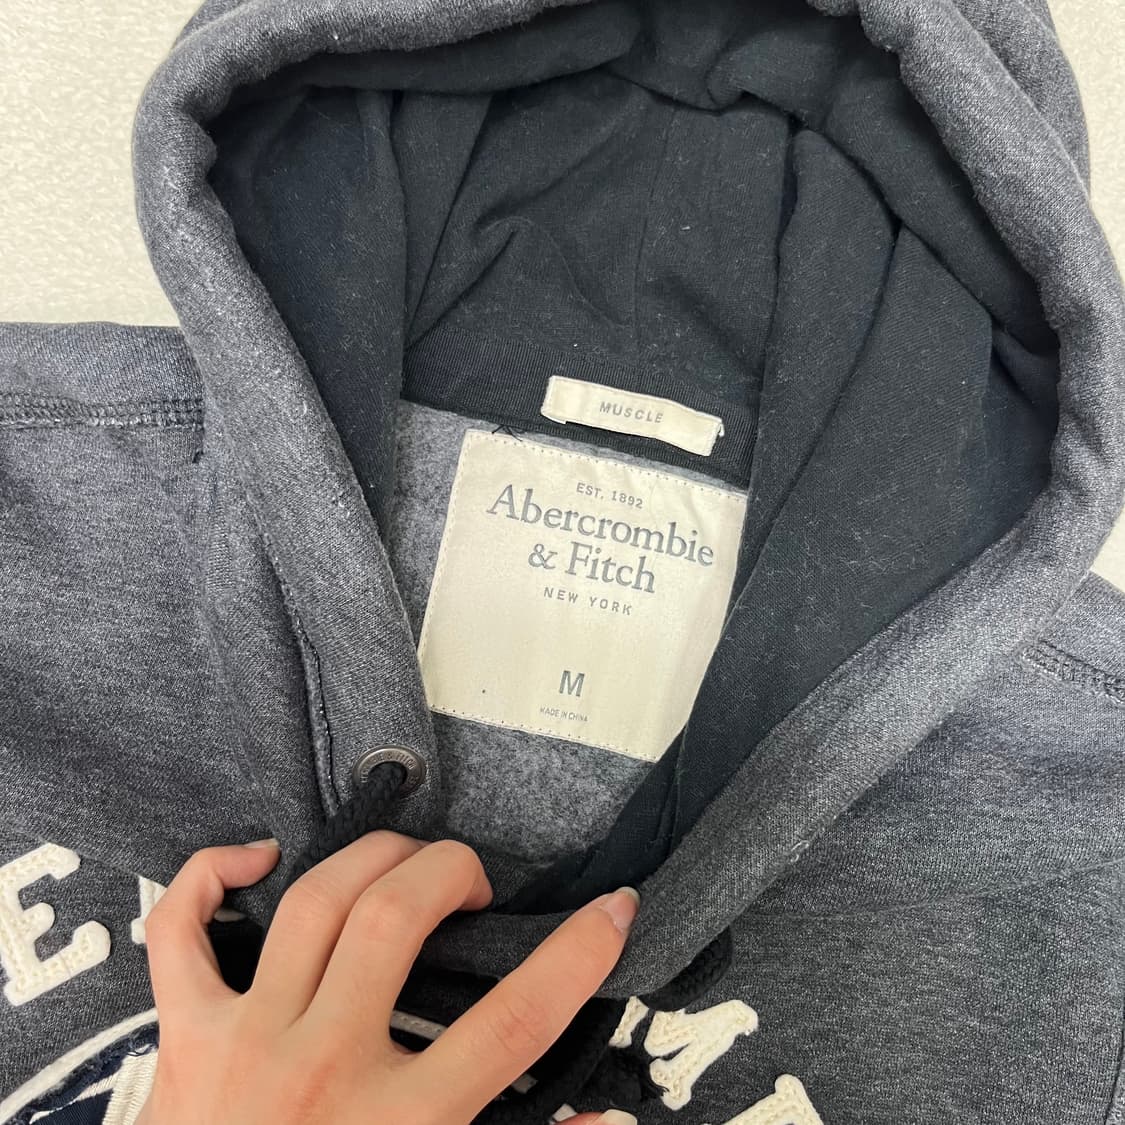 MUSCLE
EST. 1892
Abercrombie
& Fitch
NEW YORK
M
MADE IN CHINA
E
M